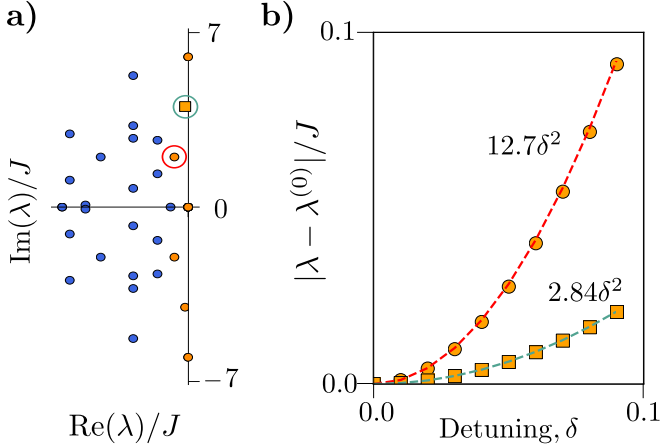 a)
7
0
−7
Im(λ)/J
Re(λ)/J
b)
0.1
0.0
|λ − λ⁽⁰⁾|/J
12.7δ²
2.84δ²
0.0
0.1
Detuning, δ